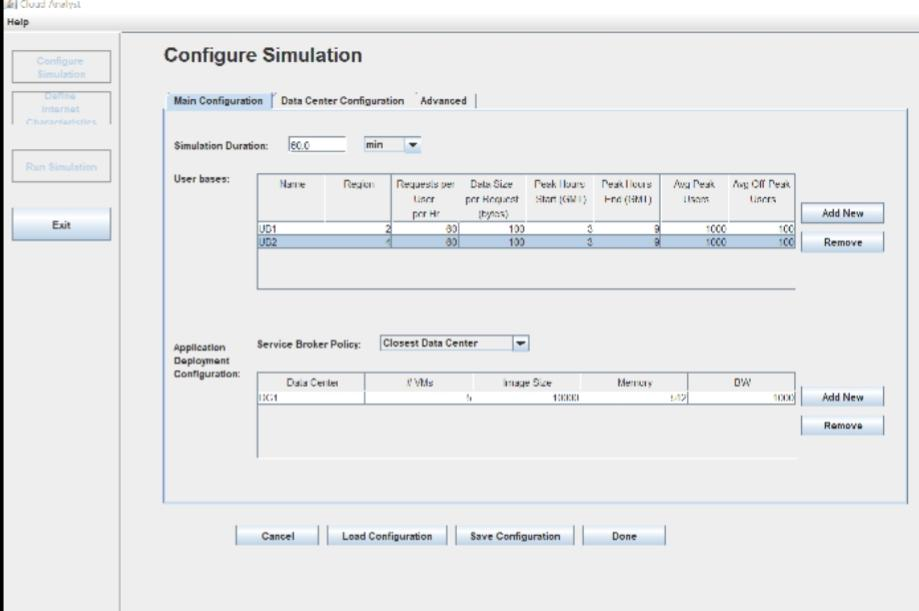 Cloud Analyst
Help
Configure
Simulation
Define
Internet
Characteristics
Run Simulation
Exit
Configure Simulation
Main Configuration Data Center Configuration Advanced
Simulation Duration: 60.0 min
User bases:
Name Region Requests per User per Hr Data Size per Request (bytes) Peak Hours Start (GMT) Peak Hours End (GMT) Avg Peak Users Avg Off Peak Users
UB1 2 60 100 3 9 1000 100
UB2 4 60 100 3 9 1000 100
Add New
Remove
Application
Deployment
Configuration:
Service Broker Policy: Closest Data Center
Data Center # VMs Image Size Memory BW
DC1 5 10000 512 1000
Add New
Remove
Cancel Load Configuration Save Configuration Done